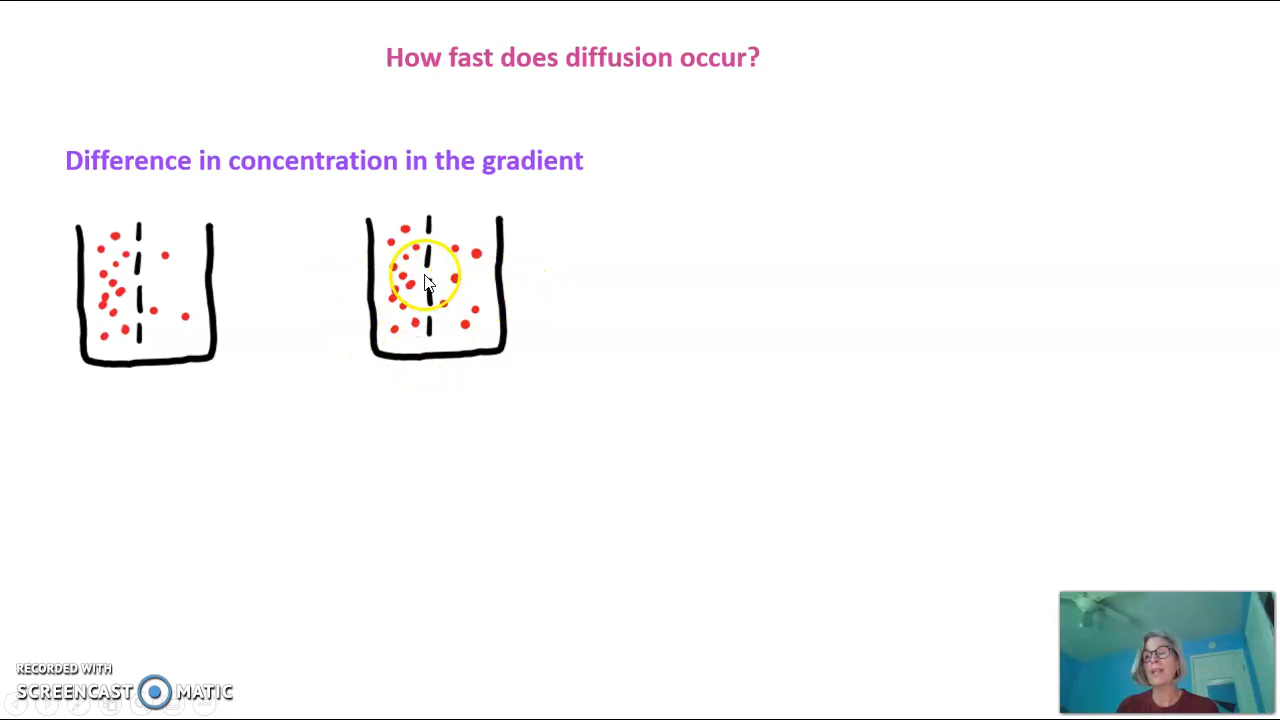 How fast does diffusion occur?
Difference in concentration in the gradient
RECORDED WITH
SCREENCAST MATIC